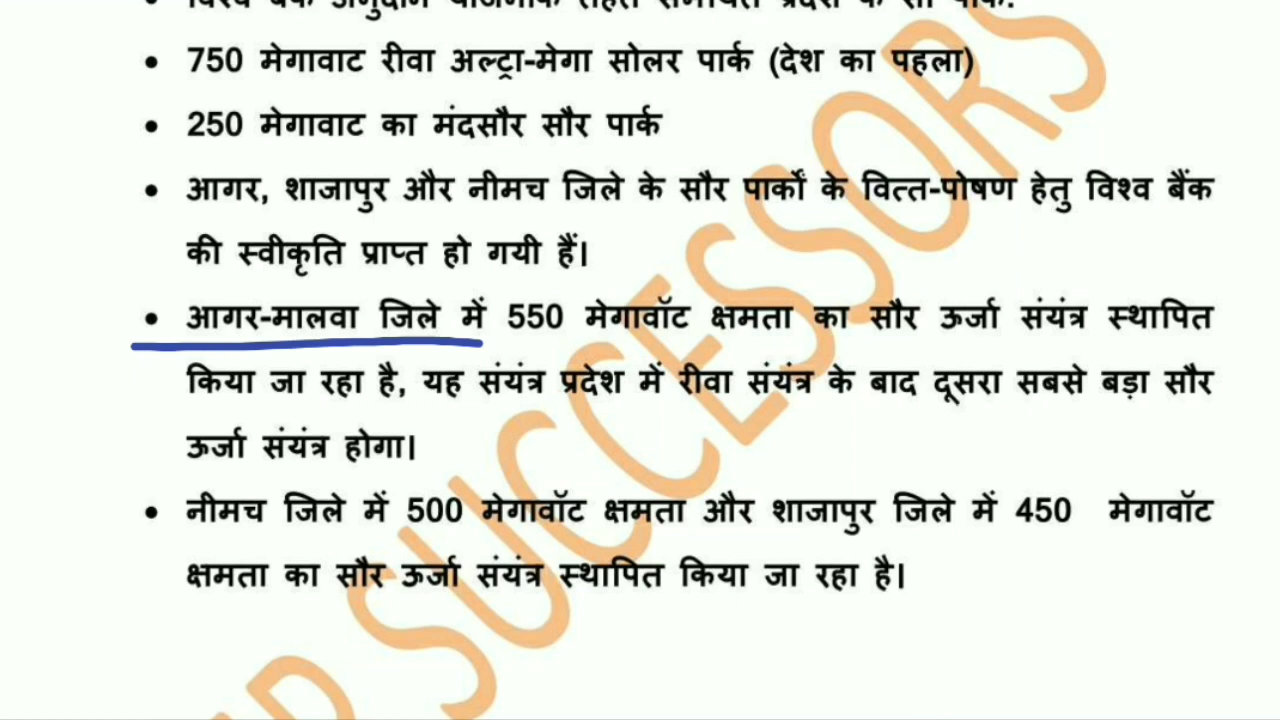 750 मेगावाट रीवा अल्ट्रा-मेगा सोलर पार्क (देश का पहला)
250 मेगावाट का मंदसौर सौर पार्क
आगर, शाजापुर और नीमच जिले के सौर पार्कों के वित्त-पोषण हेतु विश्व बैंक
की स्वीकृति प्राप्त हो गयी हैं।
आगर-मालवा जिले में 550 मेगावॉट क्षमता का सौर ऊर्जा संयंत्र स्थापित
किया जा रहा है, यह संयंत्र प्रदेश में रीवा संयंत्र के बाद दूसरा सबसे बड़ा सौर
ऊर्जा संयंत्र होगा।
नीमच जिले में 500 मेगावॉट क्षमता और शाजापुर जिले में 450 मेगावॉट
क्षमता का सौर ऊर्जा संयंत्र स्थापित किया जा रहा है।
SUCCESSORS